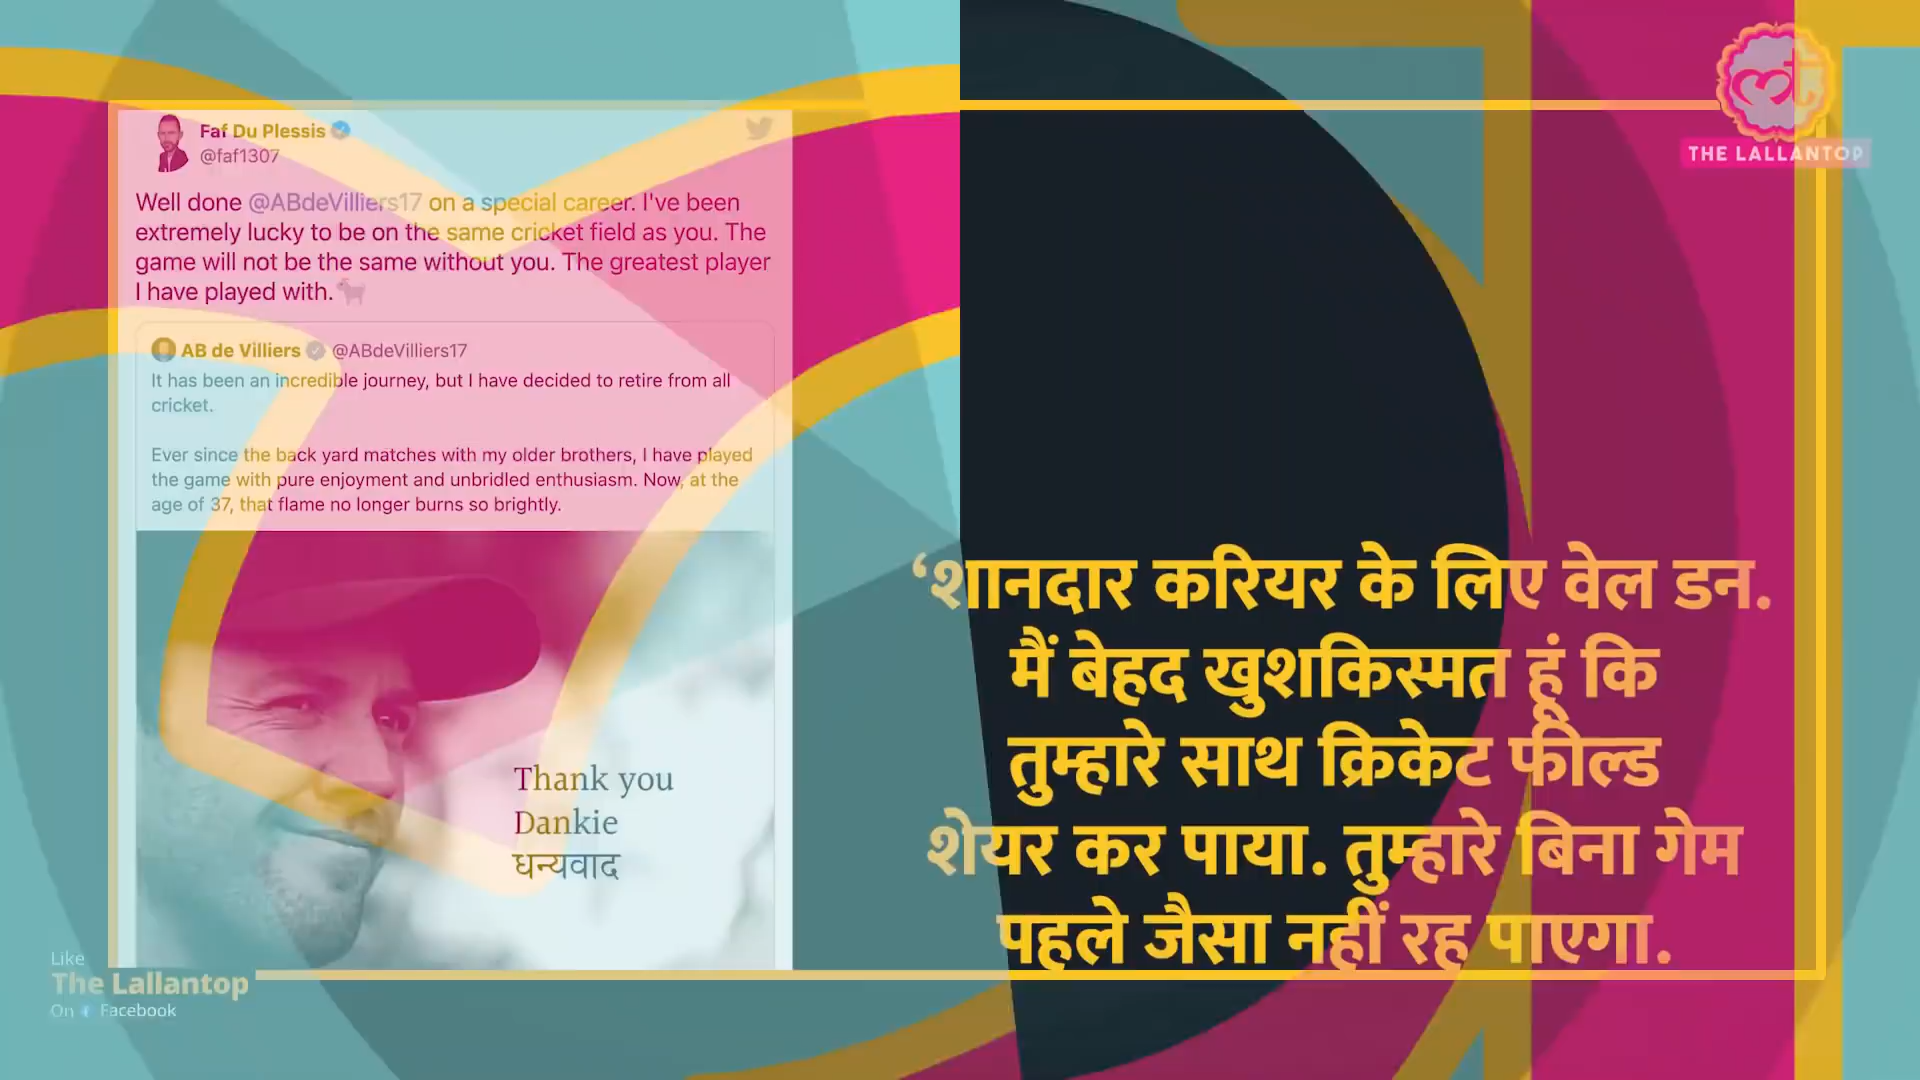 THE LALLANTOP
Faf Du Plessis
@faf1307
Well done @ABdeVilliers17 on a special career. I've been
extremely lucky to be on the same cricket field as you. The
game will not be the same without you. The greatest player
I have played with.🐐
AB de Villiers @ABdeVilliers17
It has been an incredible journey, but I have decided to retire from all
cricket.
Ever since the back yard matches with my older brothers, I have played
the game with pure enjoyment and unbridled enthusiasm. Now, at the
age of 37, that flame no longer burns so brightly.
Thank you
Dankie
धन्यवाद
‘शानदार करियर के लिए वेल डन.
मैं बेहद खुशकिस्मत हूं कि
तुम्हारे साथ क्रिकेट फील्ड
शेयर कर पाया. तुम्हारे बिना गेम
पहले जैसा नहीं रह पाएगा.
Like
The Lallantop
On Facebook